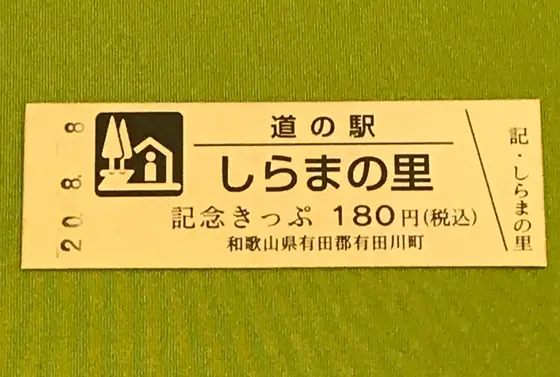 20. 8. 8
道の駅
しらまの里
記念きっぷ 180円(税込)
和歌山県有田郡有田川町
記・しらまの里